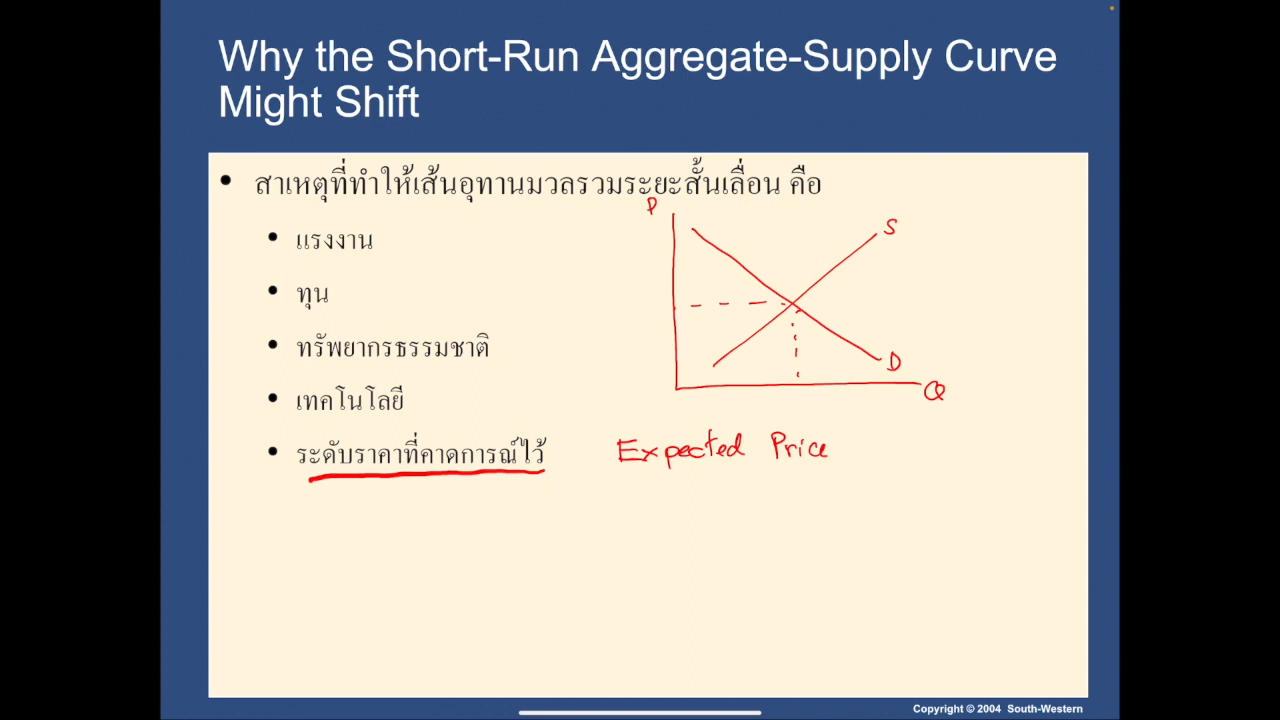 Why the Short-Run Aggregate-Supply Curve
Might Shift
• สาเหตุที่ทำให้เส้นอุทานมวลรวมระยะสั้นเลื่อน คือ
P
S
• แรงงาน
• ทุน
• ทรัพยากรธรรมชาติ
D
Q
• เทคโนโลยี
• ระดับราคาที่คาดการณ์ไว้ Expected Price
Copyright © 2004 South-Western